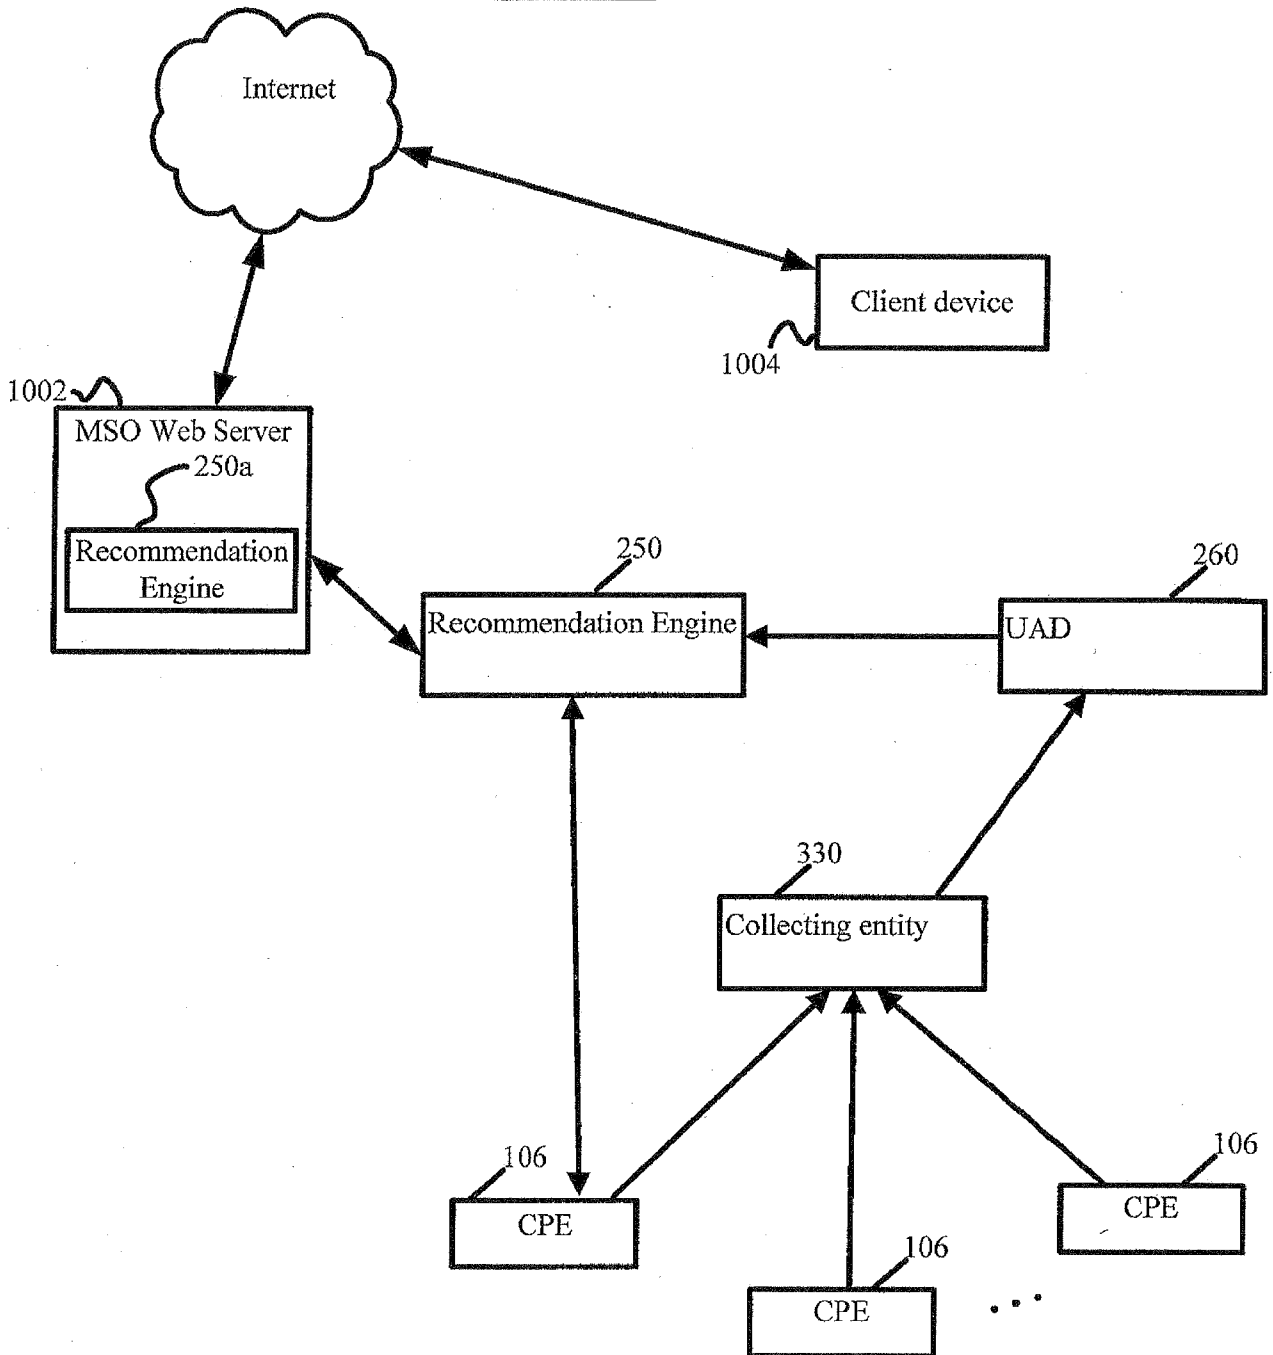 Internet
Client device
1004
1002
MSO Web Server
250a
Recommendation
Engine
250
Recommendation Engine
260
UAD
330
Collecting entity
106
CPE
106
CPE
106
CPE